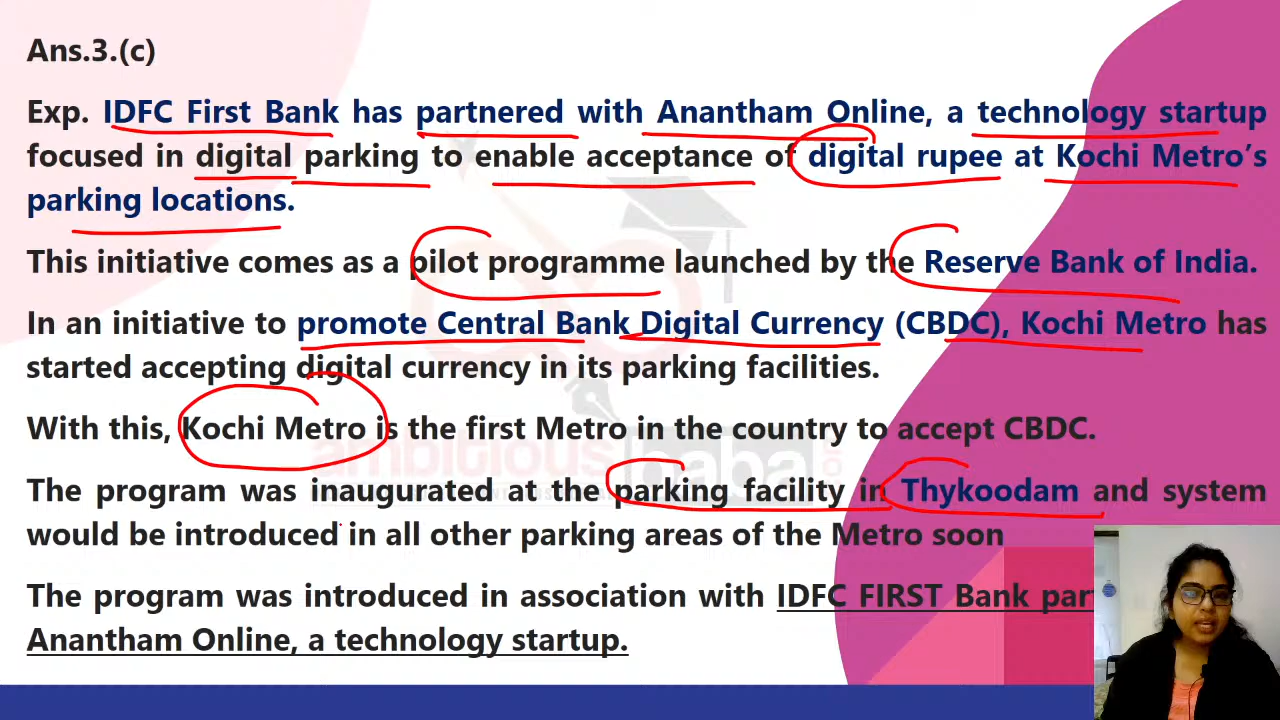 Ans.3.(c)
Exp. IDFC First Bank has partnered with Anantham Online, a technology startup
focused in digital parking to enable acceptance of digital rupee at Kochi Metro's
parking locations.
This initiative comes as a pilot programme launched by the Reserve Bank of India.
In an initiative to promote Central Bank Digital Currency (CBDC), Kochi Metro has
started accepting digital currency in its parking facilities.
With this, Kochi Metro is the first Metro in the country to accept CBDC.
ambitious baba
The program was inaugurated at the parking facility in Thykoodam and system
would be introduced in all other parking areas of the Metro soon
The program was introduced in association with IDFC FIRST Bank
Anantham Online, a technology startup.